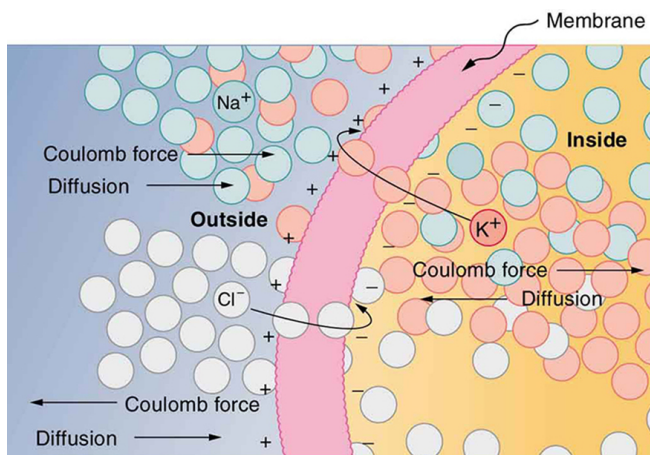 Membrane
Na+
Inside
Coulomb force
Diffusion
Outside
K+
Coulomb force
Cl−
Diffusion
Coulomb force
Diffusion